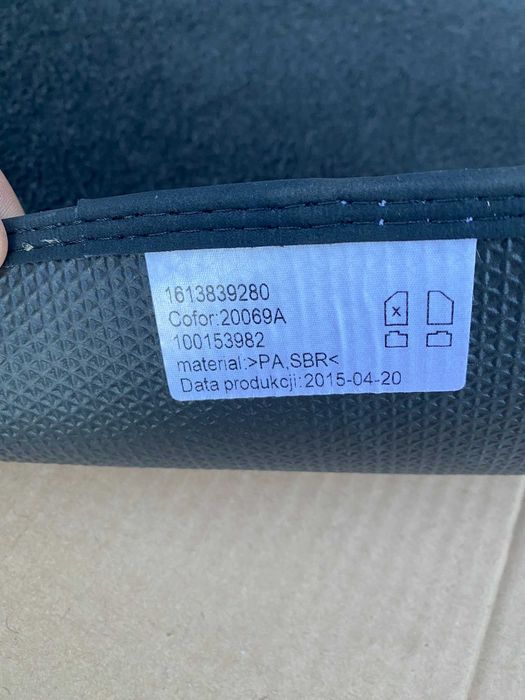 1613839280
Cofor:20069A
100153982
material:>PA,SBR<
Data produkcji:2015-04-20
x